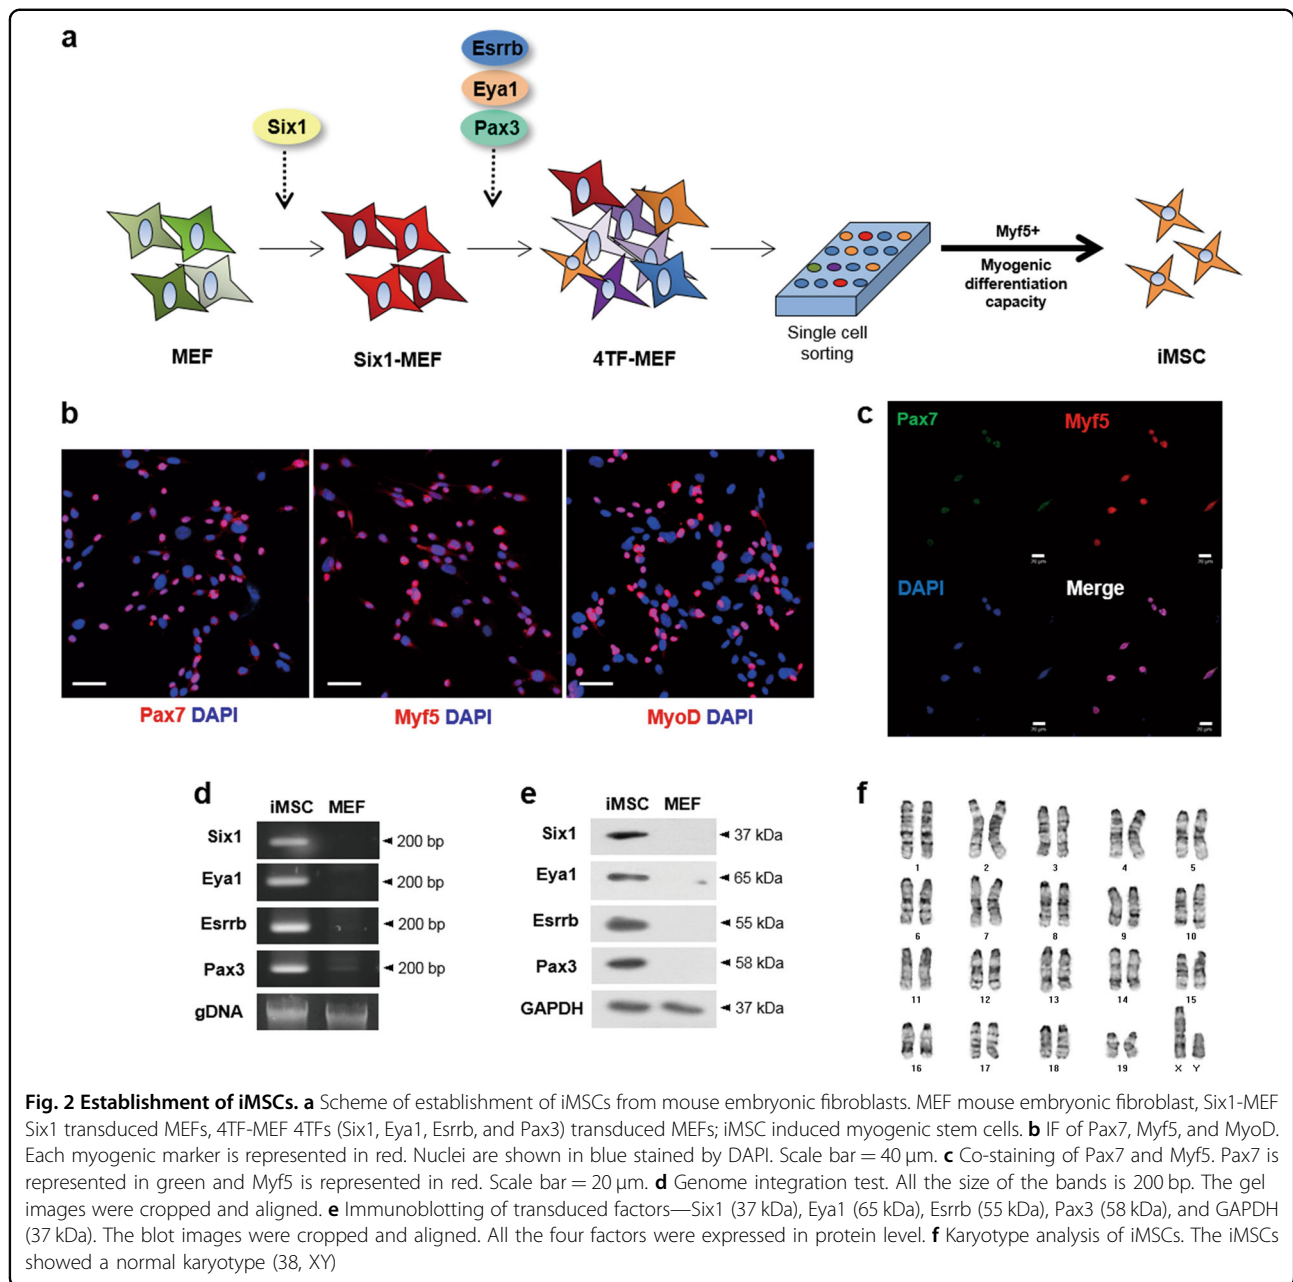 a
Esrrb
Eya1
Six1
Pax3
Myf5+
Myogenic
differentiation
capacity
Single cell
sorting
MEF
Six1-MEF
4TF-MEF
iMSC
b
Pax7 DAPI
Myf5 DAPI
MyoD DAPI
c
Pax7
Myf5
20 µm
20 µm
DAPI
Merge
20 µm
20 µm
d
iMSC MEF
Six1 200 bp
Eya1 200 bp
Esrrb 200 bp
Pax3 200 bp
gDNA
e
iMSC MEF
Six1 37 kDa
Eya1 65 kDa
Esrrb 55 kDa
Pax3 58 kDa
GAPDH 37 kDa
f
1 2 3 4 5
6 7 8 9 10
11 12 13 14 15
16 17 18 19 X Y
Fig. 2 Establishment of iMSCs. a Scheme of establishment of iMSCs from mouse embryonic fibroblasts. MEF mouse embryonic fibroblast, Six1-MEF
Six1 transduced MEFs, 4TF-MEF 4TFs (Six1, Eya1, Esrrb, and Pax3) transduced MEFs; iMSC induced myogenic stem cells. b IF of Pax7, Myf5, and MyoD.
Each myogenic marker is represented in red. Nuclei are shown in blue stained by DAPI. Scale bar = 40 µm. c Co-staining of Pax7 and Myf5. Pax7 is
represented in green and Myf5 is represented in red. Scale bar = 20 µm. d Genome integration test. All the size of the bands is 200 bp. The gel
images were cropped and aligned. e Immunoblotting of transduced factors—Six1 (37 kDa), Eya1 (65 kDa), Esrrb (55 kDa), Pax3 (58 kDa), and GAPDH
(37 kDa). The blot images were cropped and aligned. All the four factors were expressed in protein level. f Karyotype analysis of iMSCs. The iMSCs
showed a normal karyotype (38, XY)